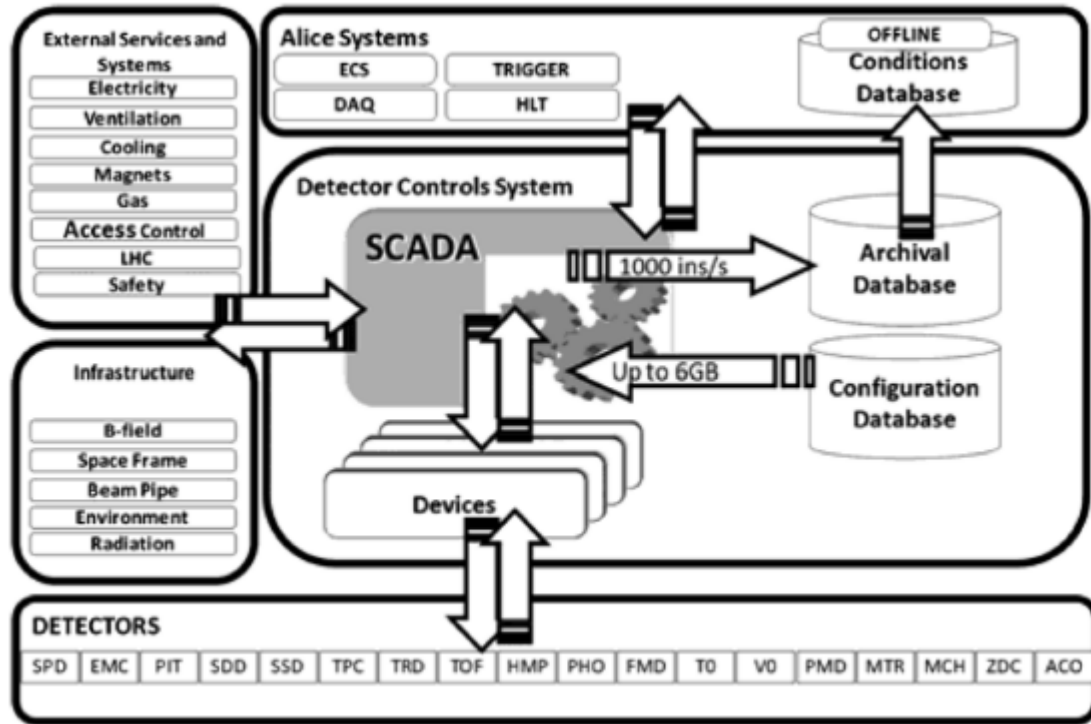 External Services and
Systems
Electricity
Ventilation
Cooling
Magnets
Gas
Access Control
LHC
Safety
Infrastructure
B-field
Space Frame
Beam Pipe
Environment
Radiation
Alice Systems
ECS
TRIGGER
DAQ
HLT
OFFLINE
Conditions
Database
Detector Controls System
SCADA
1000 ins/s
Archival
Database
Up to 6GB
Configuration
Database
Devices
DETECTORS
SPD EMC PIT SDD SSD TPC TRD TOF HMP PHO FMD T0 V0 PMD MTR MCH ZDC ACO